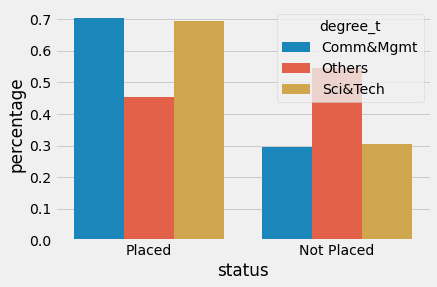 degree_t
Comm&Mgmt
Others
Sci&Tech
percentage
0.7
0.6
0.5
0.4
0.3
0.2
0.1
0.0
Placed
Not Placed
status